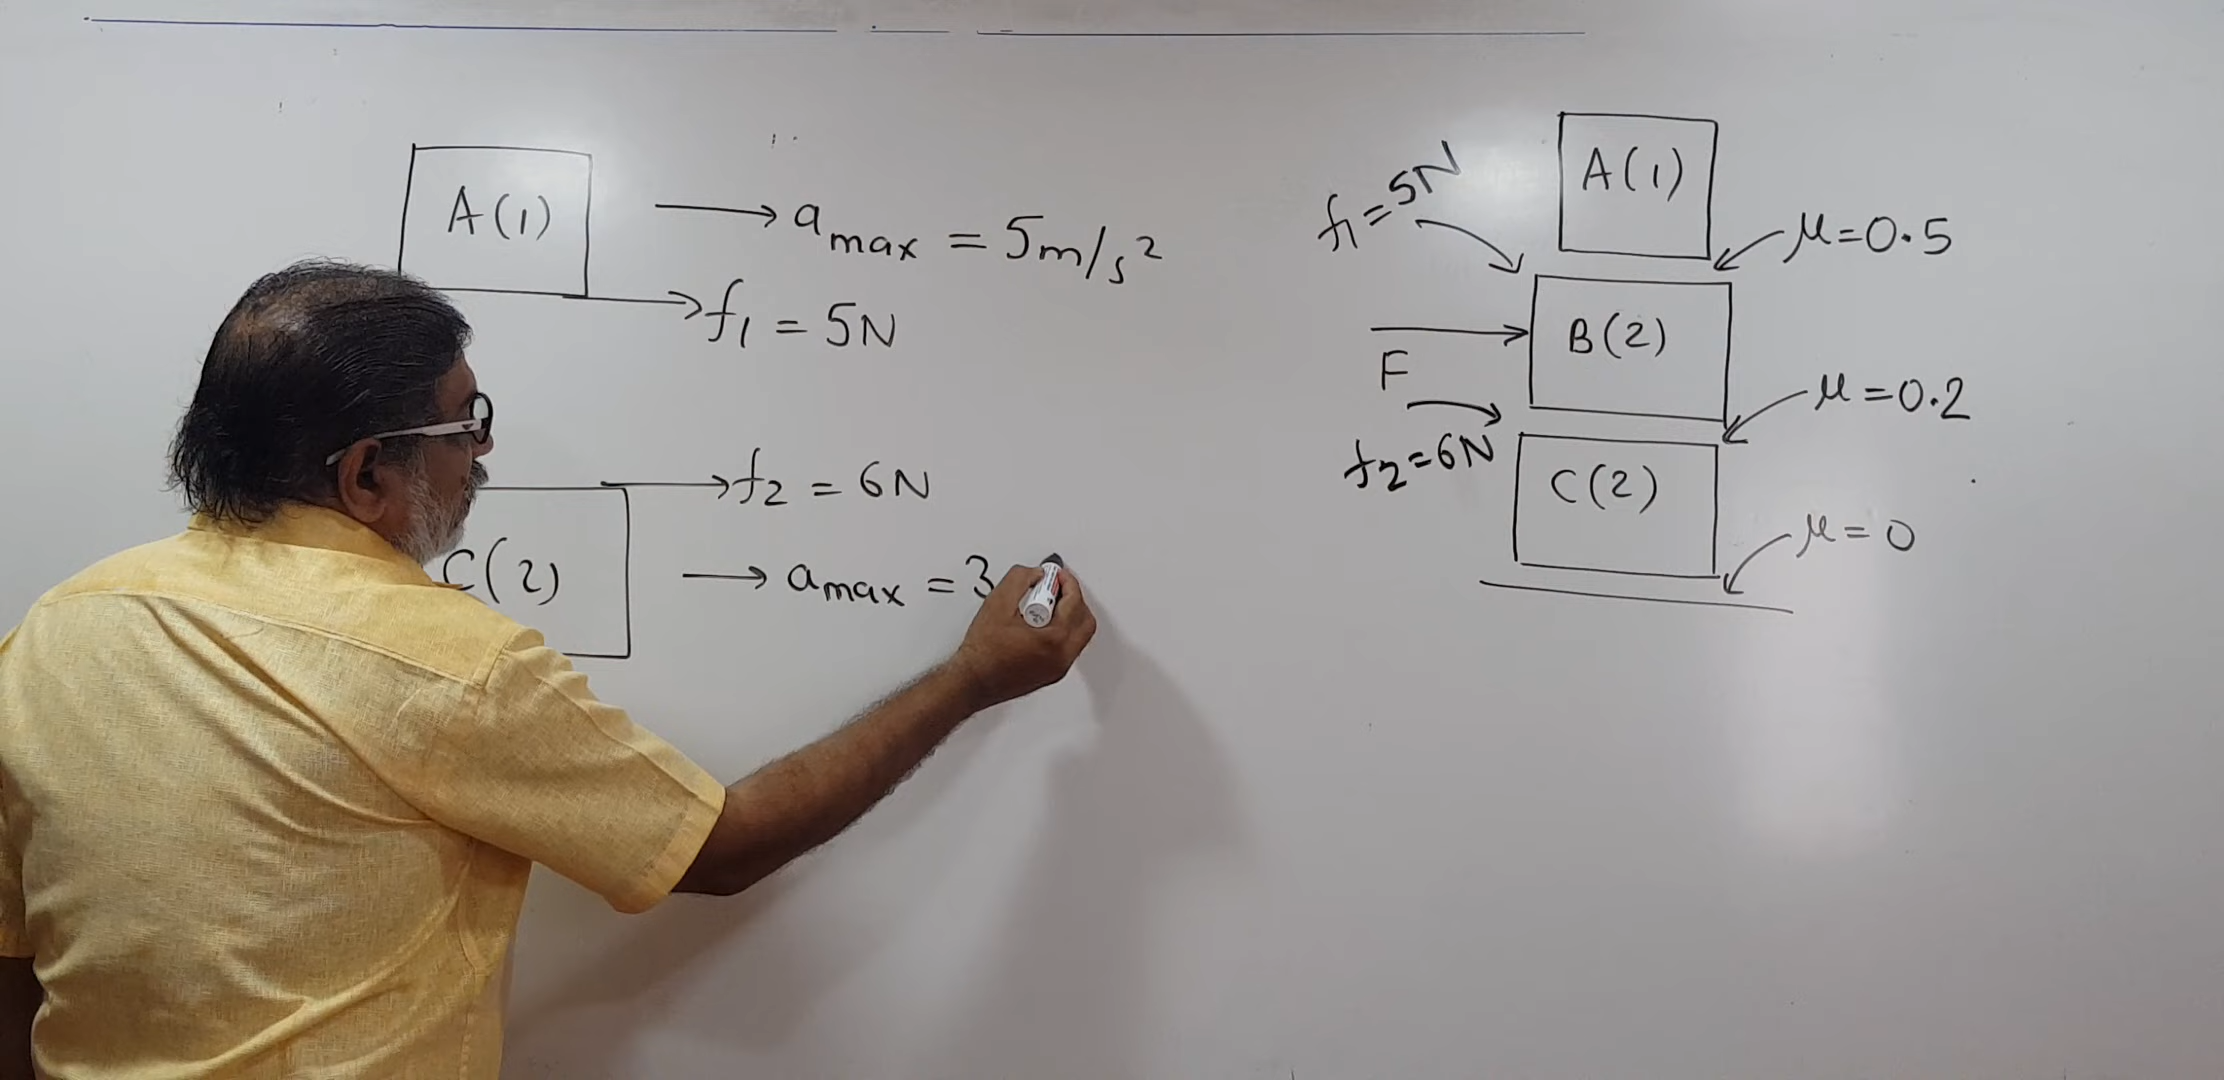 A(1)
a max = 5m/s²
f1 = 5N
f2 = 6N
C(2)
amax = 3
A(1)
f1 = 5N
μ=0.5
B(2)
F
μ=0.2
f2=6N
C(2)
μ=0